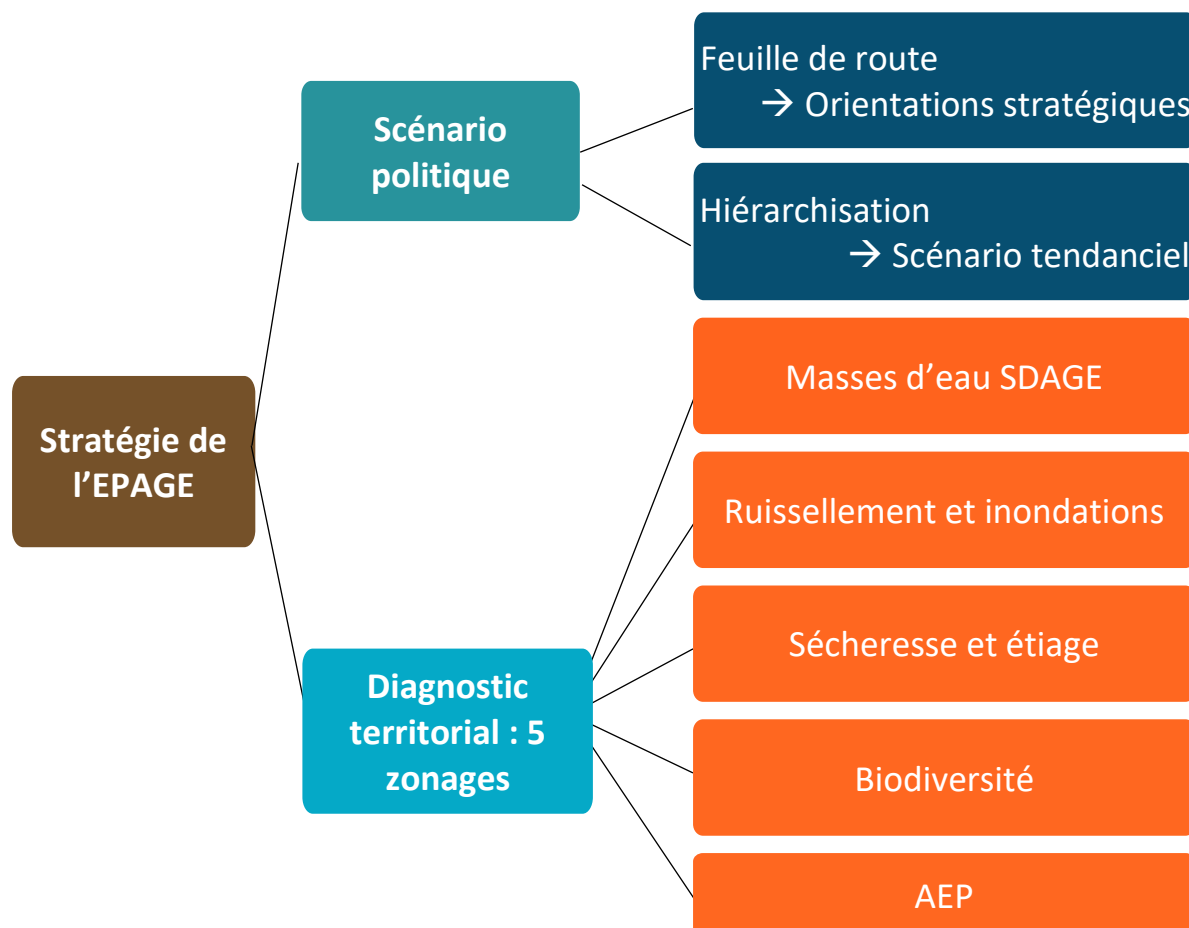 Stratégie de
l’EPAGE
Scénario
politique
Feuille de route
→ Orientations stratégiques
Hiérarchisation
→ Scénario tendanciel
Diagnostic
territorial : 5
zonages
Masses d’eau SDAGE
Ruissellement et inondations
Sécheresse et étiage
Biodiversité
AEP